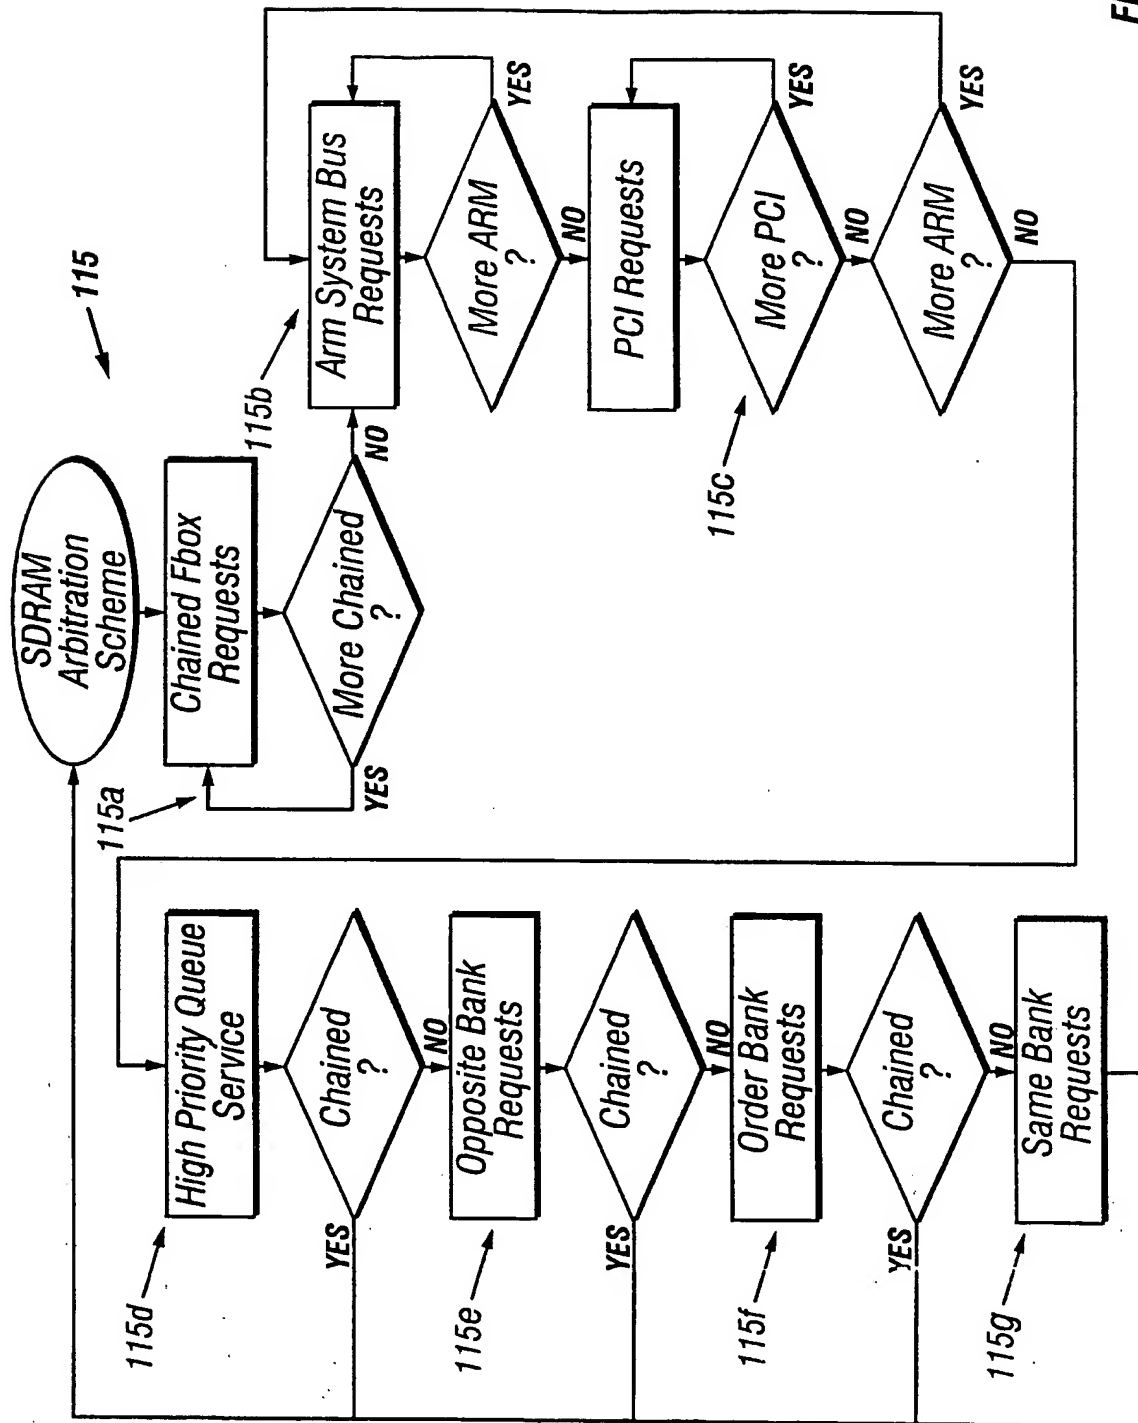 SDRAM
Arbitration
Scheme
115
115a
Chained Fbox
Requests
More Chained
?
YES
NO
115b
Arm System Bus
Requests
More ARM
?
YES
NO
PCI Requests
115c
More PCI
?
YES
NO
More ARM
?
YES
NO
115d
High Priority Queue
Service
Chained
?
YES
NO
115e
Opposite Bank
Requests
Chained
?
YES
NO
115f
Order Bank
Requests
Chained
?
YES
NO
115g
Same Bank
Requests